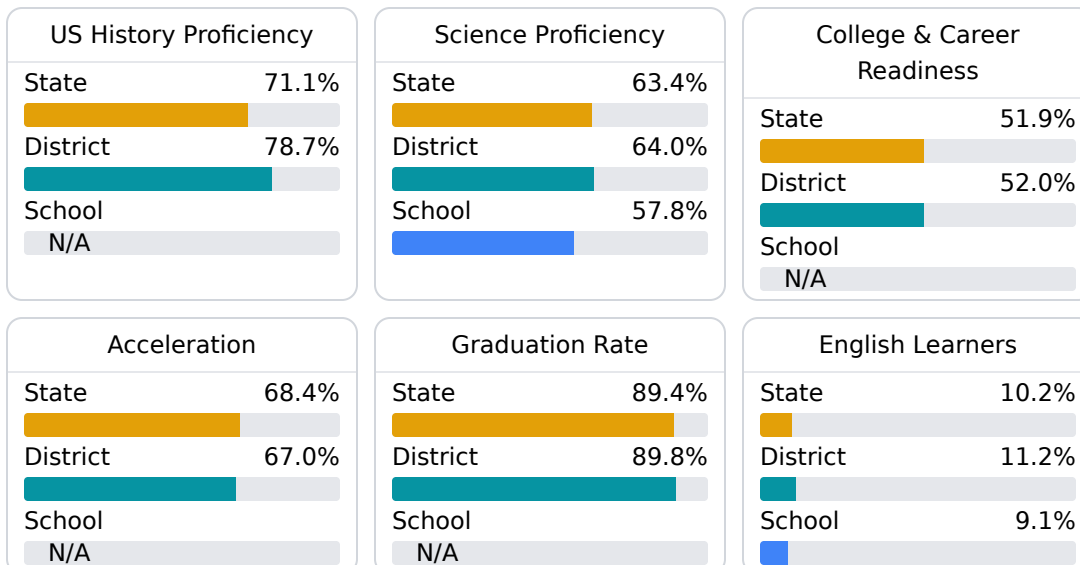 US History Proficiency
State 71.1%
District 78.7%
School
N/A
Science Proficiency
State 63.4%
District 64.0%
School 57.8%
College & Career
Readiness
State 51.9%
District 52.0%
School
N/A
Acceleration
State 68.4%
District 67.0%
School
N/A
Graduation Rate
State 89.4%
District 89.8%
School
N/A
English Learners
State 10.2%
District 11.2%
School 9.1%